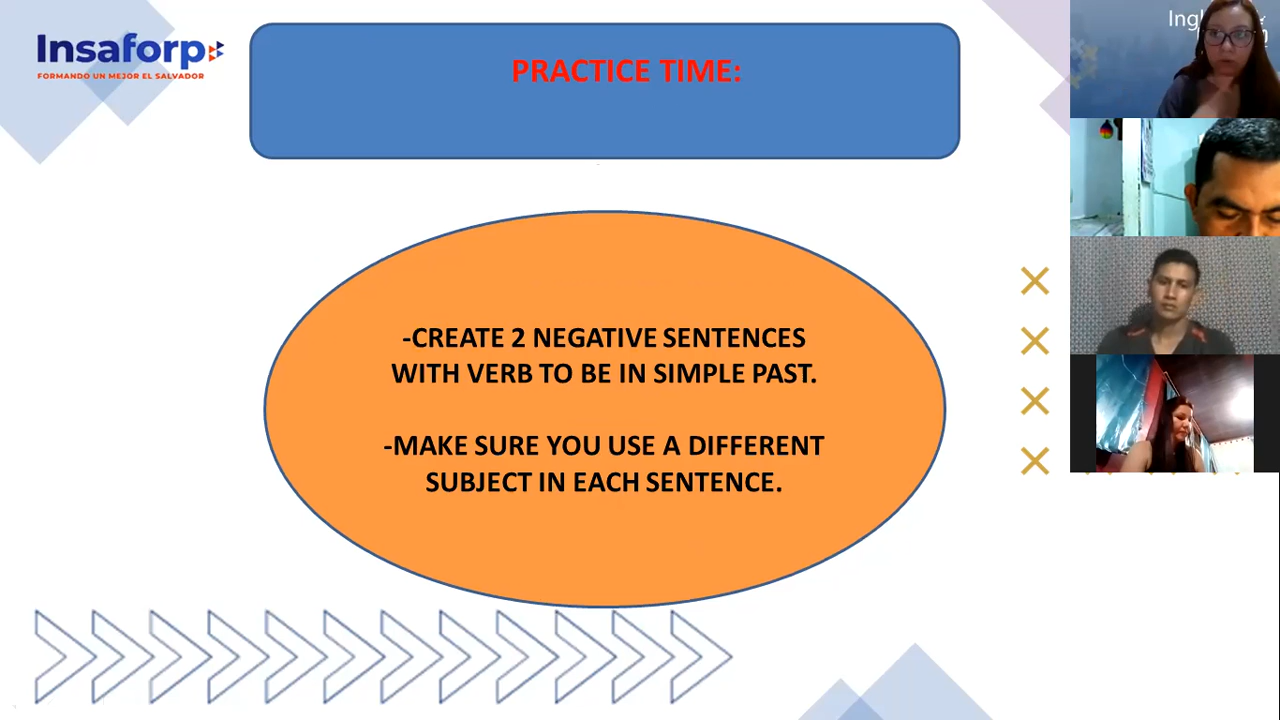 Insaforp
FORMANDO UN MEJOR EL SALVADOR
PRACTICE TIME:
-CREATE 2 NEGATIVE SENTENCES
WITH VERB TO BE IN SIMPLE PAST.
-MAKE SURE YOU USE A DIFFERENT
SUBJECT IN EACH SENTENCE.